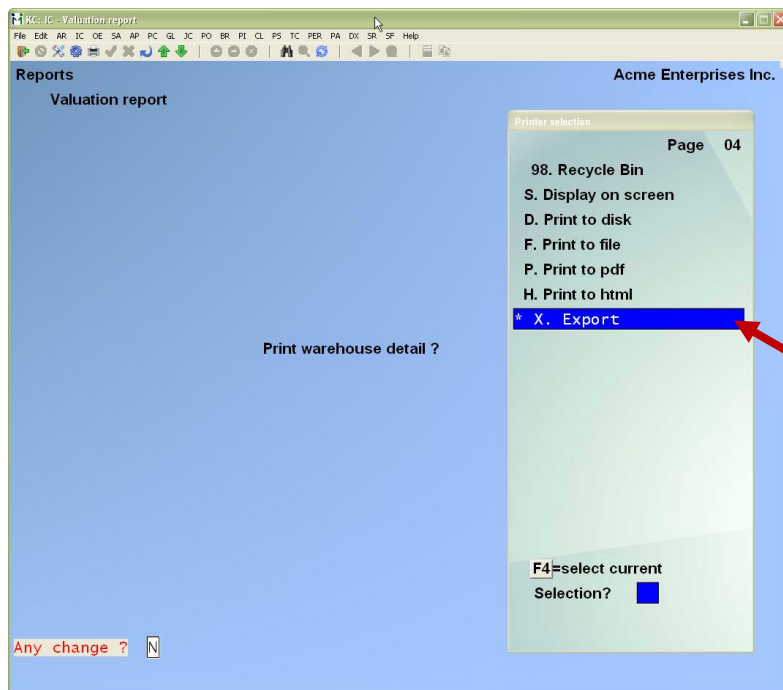 KC: IC - Valuation report
File Edit AR IC OE SA AP PC GL JC PO BR PI CL PS TC PER PA DX SR SF Help
Reports
Acme Enterprises Inc.
Valuation report
Printer selection
Page 04
98. Recycle Bin
S. Display on screen
D. Print to disk
F. Print to file
P. Print to pdf
H. Print to html
* X. Export
Print warehouse detail ?
F4=select current
Selection?
Any change ? N